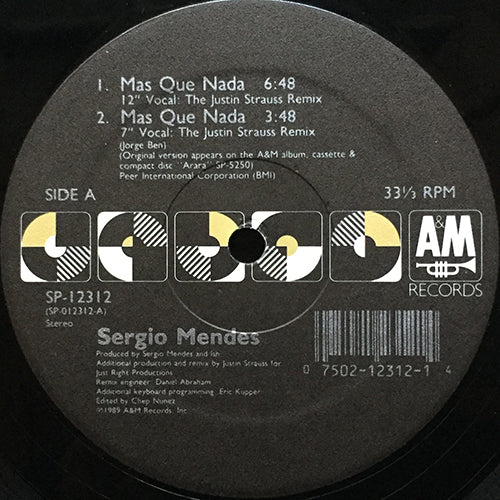 1. Mas Que Nada 6:48
12" Vocal: The Justin Strauss Remix
2. Mas Que Nada 3:48
7" Vocal: The Justin Strauss Remix
(Jorge Ben)
(Original version appears on the A&M album, cassette &
compact disc "Arara" SP-5250)
Peer International Corporation (BMI)
SIDE A
33⅓ RPM
A&M
RECORDS
SP-12312
(SP-012312-A)
Stereo
Sergio Mendes
Produced by Sergio Mendes and ish
Additional production and remix by Justin Strauss for
Just Right Productions
Remix engineer: Daniel Abraham
Additional keyboard programming: Eric Kupper
Edited by Chep Nunez
℗1989 A&M Records, Inc.
0 7502-12312-1 4